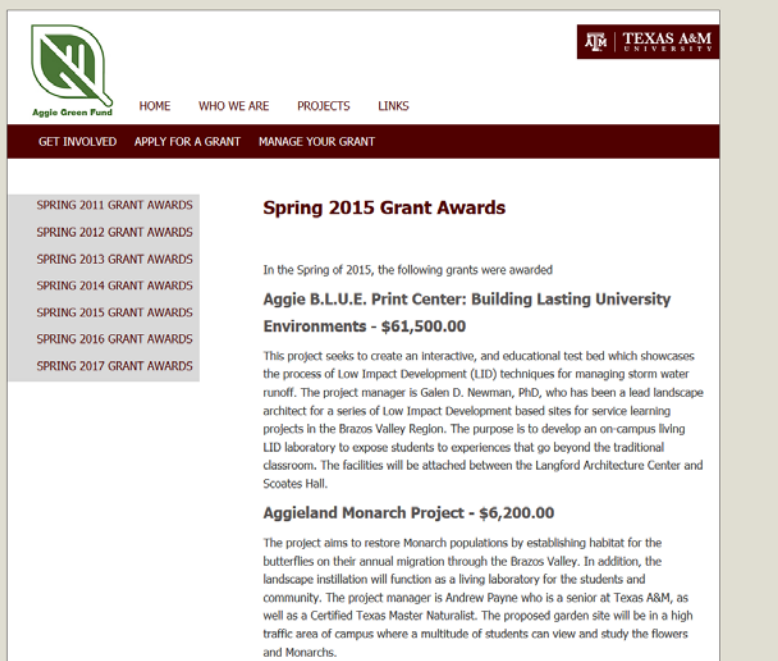 ĀM | TEXAS A&M
UNIVERSITY
Aggie Green Fund
HOME WHO WE ARE PROJECTS LINKS
GET INVOLVED APPLY FOR A GRANT MANAGE YOUR GRANT
SPRING 2011 GRANT AWARDS
SPRING 2012 GRANT AWARDS
SPRING 2013 GRANT AWARDS
SPRING 2014 GRANT AWARDS
SPRING 2015 GRANT AWARDS
SPRING 2016 GRANT AWARDS
SPRING 2017 GRANT AWARDS
Spring 2015 Grant Awards
In the Spring of 2015, the following grants were awarded
Aggie B.L.U.E. Print Center: Building Lasting University
Environments - $61,500.00
This project seeks to create an interactive, and educational test bed which showcases
the process of Low Impact Development (LID) techniques for managing storm water
runoff. The project manager is Galen D. Newman, PhD, who has been a lead landscape
architect for a series of Low Impact Development based sites for service learning
projects in the Brazos Valley Region. The purpose is to develop an on-campus living
LID laboratory to expose students to experiences that go beyond the traditional
classroom. The facilities will be attached between the Langford Architecture Center and
Scoates Hall.
Aggieland Monarch Project - $6,200.00
The project aims to restore Monarch populations by establishing habitat for the
butterflies on their annual migration through the Brazos Valley. In addition, the
landscape instillation will function as a living laboratory for the students and
community. The project manager is Andrew Payne who is a senior at Texas A&M, as
well as a Certified Texas Master Naturalist. The proposed garden site will be in a high
traffic area of campus where a multitude of students can view and study the flowers
and Monarchs.